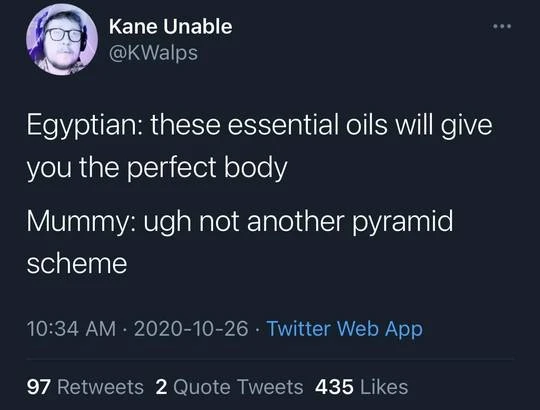 Kane Unable
@KWalps
Egyptian: these essential oils will give
you the perfect body
Mummy: ugh not another pyramid
scheme
10:34 AM · 2020-10-26 · Twitter Web App
97 Retweets 2 Quote Tweets 435 Likes